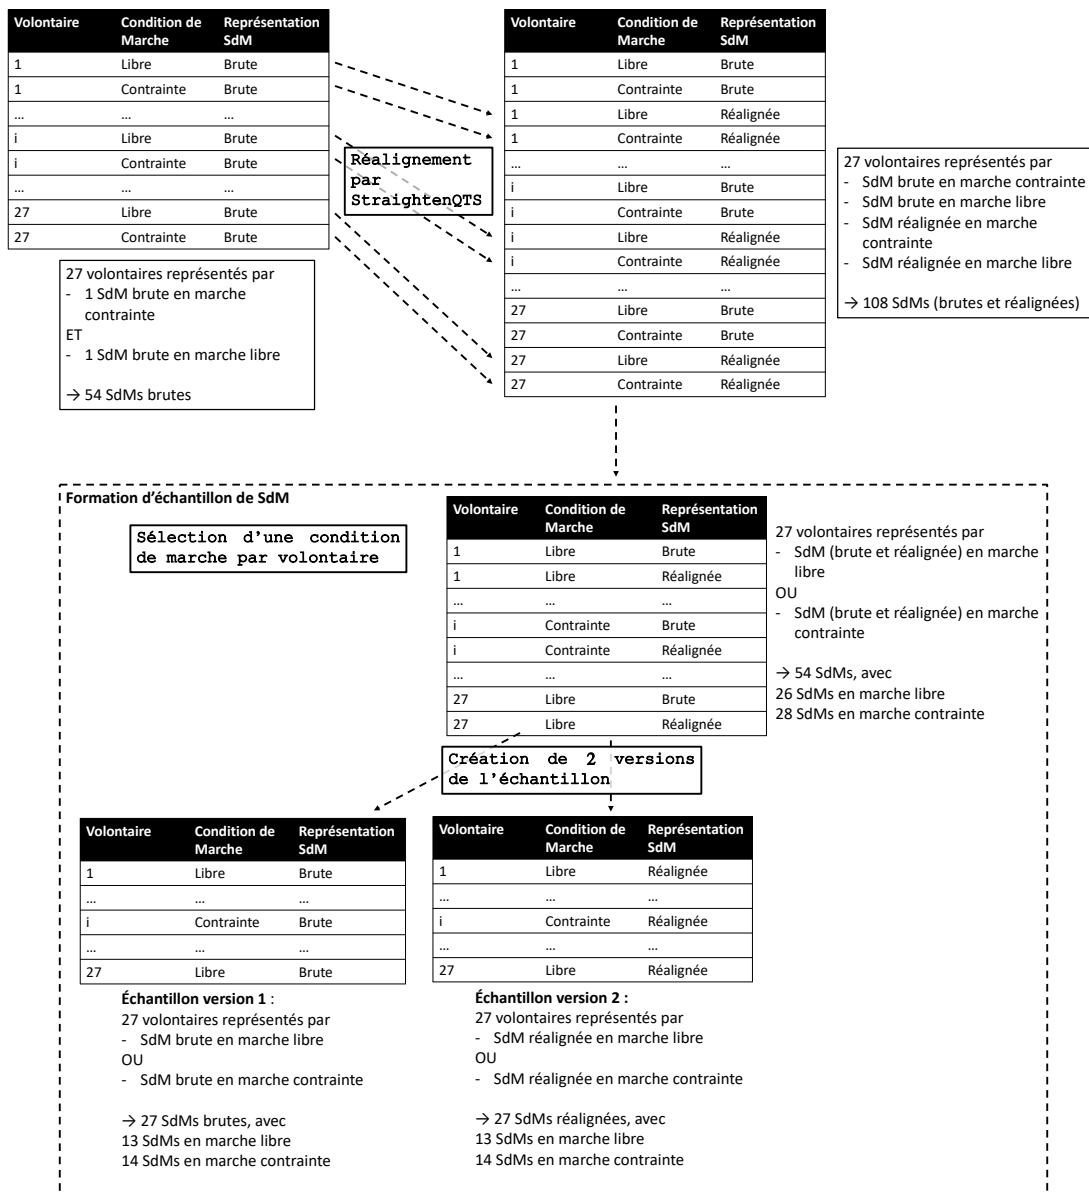 Volontaire Condition de Marche Représentation SdM
1 Libre Brute
1 Contrainte Brute
... ... ...
i Libre Brute
i Contrainte Brute
... ... ...
27 Libre Brute
27 Contrainte Brute
27 volontaires représentés par
- 1 SdM brute en marche
contrainte
ET
- 1 SdM brute en marche libre
→ 54 SdMs brutes
Réalignement
par
StraightenQTS
Volontaire Condition de Marche Représentation SdM
1 Libre Brute
1 Contrainte Brute
1 Libre Réalignée
1 Contrainte Réalignée
... ... ...
i Libre Brute
i Contrainte Brute
i Libre Réalignée
i Contrainte Réalignée
... ... ...
27 Libre Brute
27 Contrainte Brute
27 Libre Réalignée
27 Contrainte Réalignée
27 volontaires représentés par
- SdM brute en marche contrainte
- SdM brute en marche libre
- SdM réalignée en marche
contrainte
- SdM réalignée en marche libre
→ 108 SdMs (brutes et réalignées)
Formation d'échantillon de SdM
Sélection d'une condition
de marche par volontaire
Volontaire Condition de Marche Représentation SdM
1 Libre Brute
1 Libre Réalignée
... ... ...
i Contrainte Brute
i Contrainte Réalignée
... ... ...
27 Libre Brute
27 Libre Réalignée
27 volontaires représentés par
- SdM (brute et réalignée) en marche
libre
OU
- SdM (brute et réalignée) en marche
contrainte
→ 54 SdMs, avec
26 SdMs en marche libre
28 SdMs en marche contrainte
Création de 2 versions
de l'échantillon
Volontaire Condition de Marche Représentation SdM
1 Libre Brute
... ... ...
i Contrainte Brute
... ... ...
27 Libre Brute
Échantillon version 1 :
27 volontaires représentés par
- SdM brute en marche libre
OU
- SdM brute en marche contrainte
→ 27 SdMs brutes, avec
13 SdMs en marche libre
14 SdMs en marche contrainte
Volontaire Condition de Marche Représentation SdM
1 Libre Réalignée
... ... ...
i Contrainte Réalignée
... ... ...
27 Libre Réalignée
Échantillon version 2 :
27 volontaires représentés par
- SdM réalignée en marche libre
OU
- SdM réalignée en marche contrainte
→ 27 SdMs réalignées, avec
13 SdMs en marche libre
14 SdMs en marche contrainte